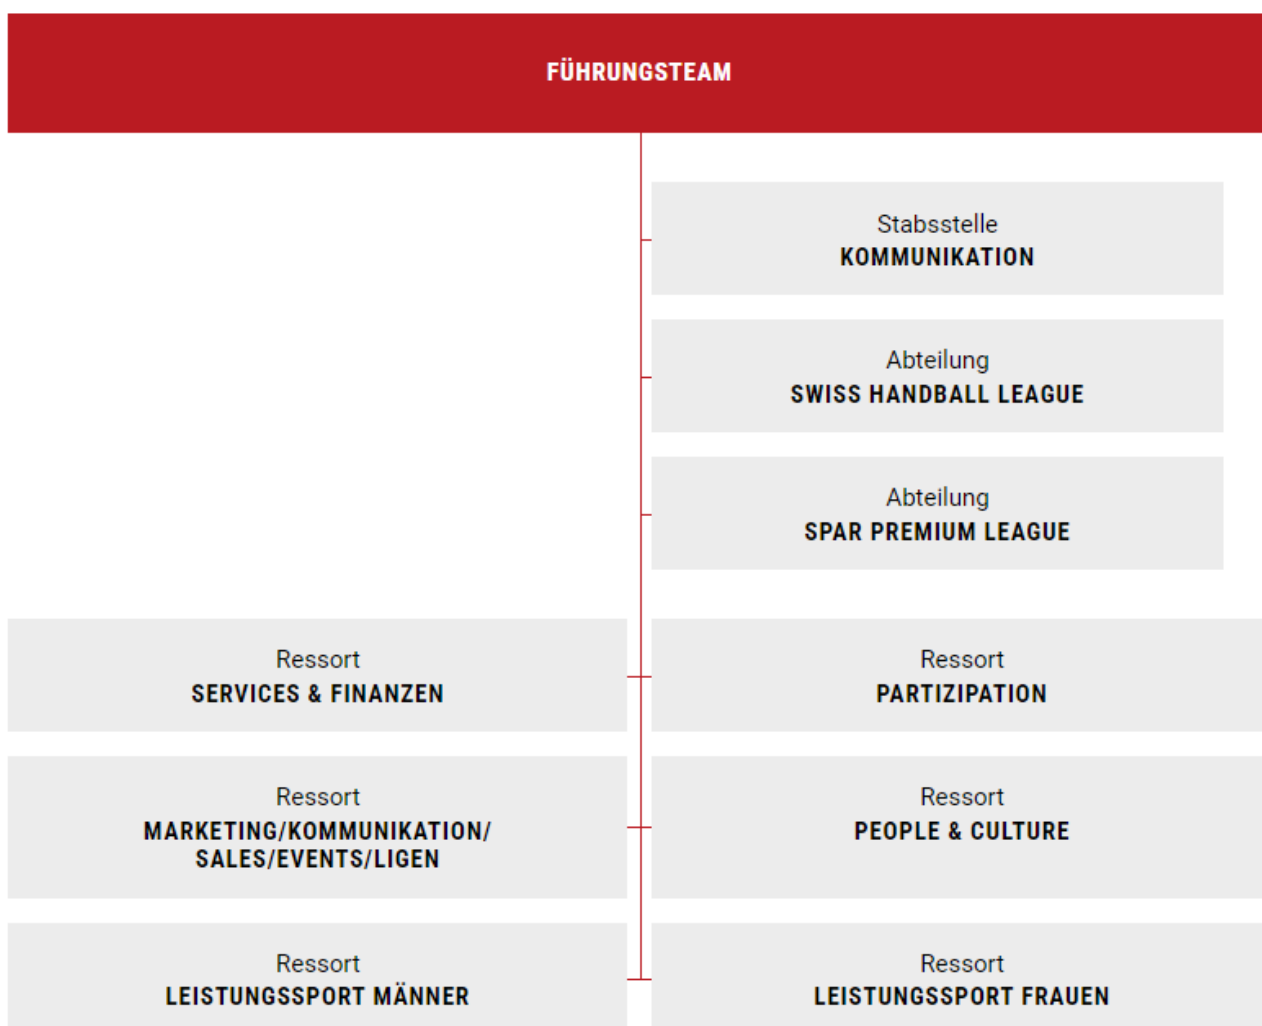 FÜHRUNGSTEAM
Stabsstelle
KOMMUNIKATION
Abteilung
SWISS HANDBALL LEAGUE
Abteilung
SPAR PREMIUM LEAGUE
Ressort
SERVICES & FINANZEN
Ressort
PARTIZIPATION
Ressort
MARKETING/KOMMUNIKATION/
SALES/EVENTS/LIGEN
Ressort
PEOPLE & CULTURE
Ressort
LEISTUNGSSPORT MÄNNER
Ressort
LEISTUNGSSPORT FRAUEN